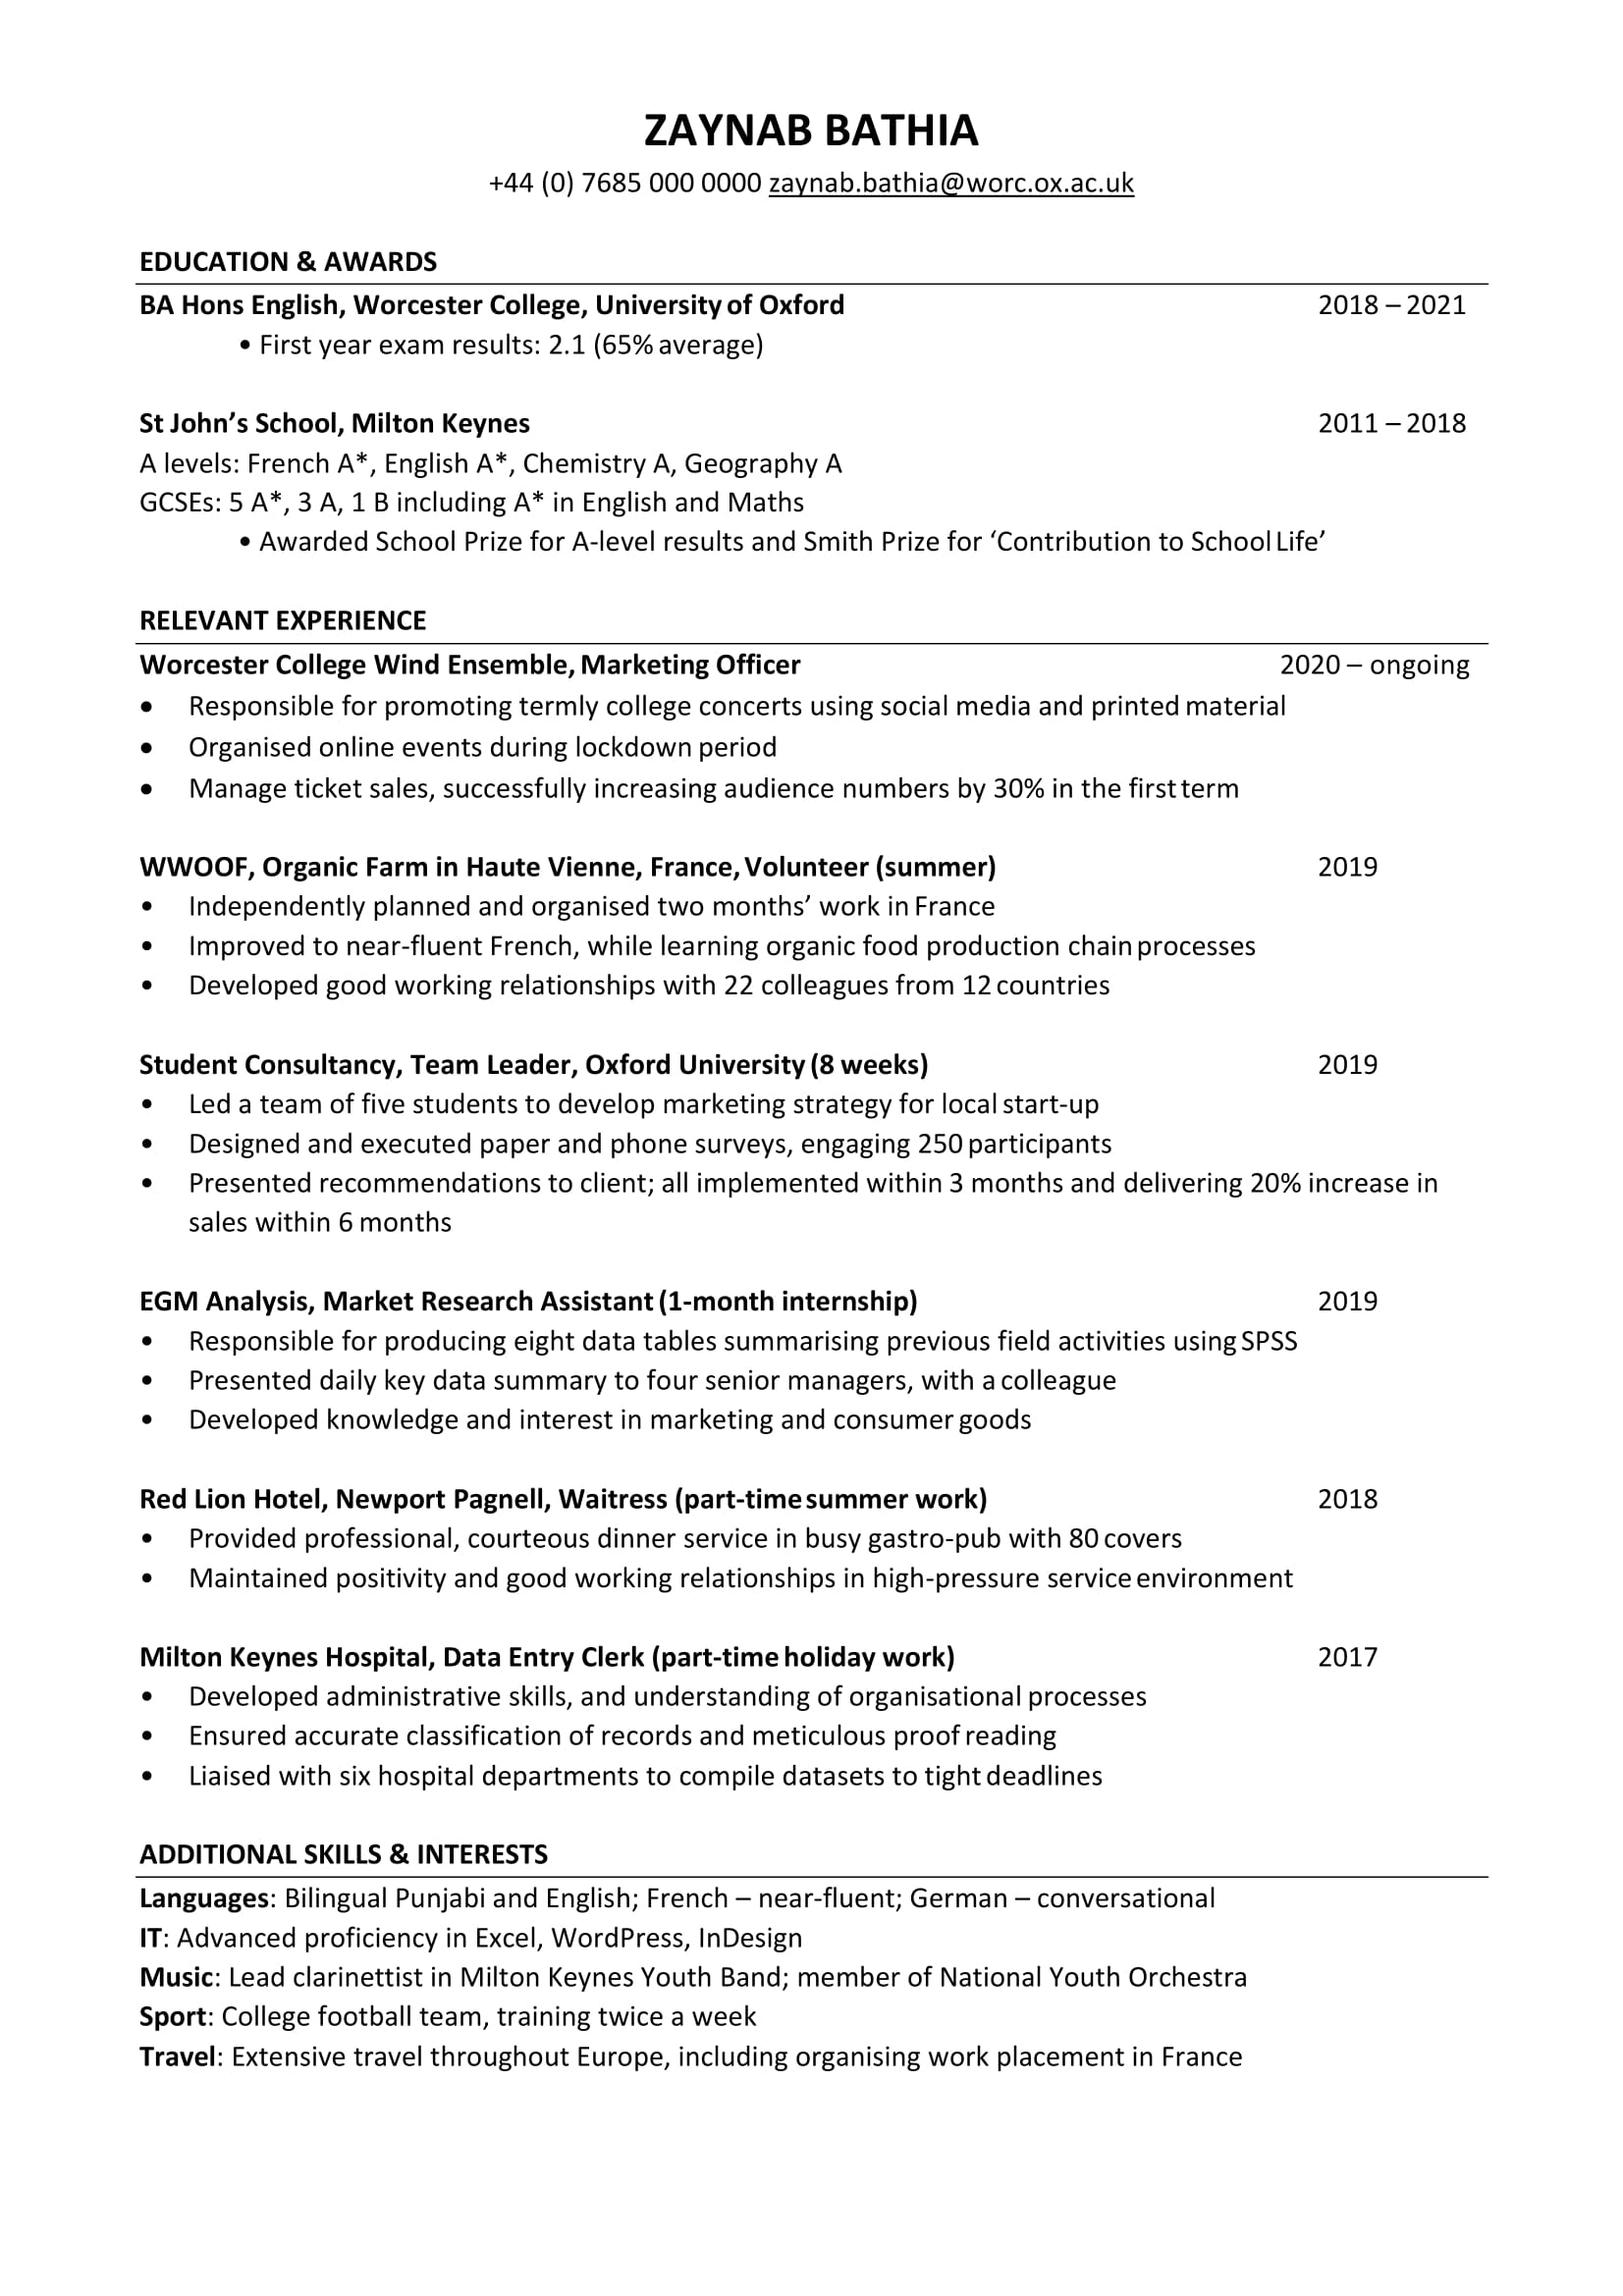 ZAYNAB BATHIA
+44 (0) 7685 000 0000 zaynab.bathia@worc.ox.ac.uk
EDUCATION & AWARDS
BA Hons English, Worcester College, University of Oxford 2018 – 2021
• First year exam results: 2.1 (65% average)
St John’s School, Milton Keynes 2011 – 2018
A levels: French A*, English A*, Chemistry A, Geography A
GCSEs: 5 A*, 3 A, 1 B including A* in English and Maths
• Awarded School Prize for A-level results and Smith Prize for ‘Contribution to School Life’
RELEVANT EXPERIENCE
Worcester College Wind Ensemble, Marketing Officer 2020 – ongoing
• Responsible for promoting termly college concerts using social media and printed material
• Organised online events during lockdown period
• Manage ticket sales, successfully increasing audience numbers by 30% in the first term
WWOOF, Organic Farm in Haute Vienne, France, Volunteer (summer) 2019
• Independently planned and organised two months’ work in France
• Improved to near-fluent French, while learning organic food production chain processes
• Developed good working relationships with 22 colleagues from 12 countries
Student Consultancy, Team Leader, Oxford University (8 weeks) 2019
• Led a team of five students to develop marketing strategy for local start-up
• Designed and executed paper and phone surveys, engaging 250 participants
• Presented recommendations to client; all implemented within 3 months and delivering 20% increase in
sales within 6 months
EGM Analysis, Market Research Assistant (1-month internship) 2019
• Responsible for producing eight data tables summarising previous field activities using SPSS
• Presented daily key data summary to four senior managers, with a colleague
• Developed knowledge and interest in marketing and consumer goods
Red Lion Hotel, Newport Pagnell, Waitress (part-time summer work) 2018
• Provided professional, courteous dinner service in busy gastro-pub with 80 covers
• Maintained positivity and good working relationships in high-pressure service environment
Milton Keynes Hospital, Data Entry Clerk (part-time holiday work) 2017
• Developed administrative skills, and understanding of organisational processes
• Ensured accurate classification of records and meticulous proof reading
• Liaised with six hospital departments to compile datasets to tight deadlines
ADDITIONAL SKILLS & INTERESTS
Languages: Bilingual Punjabi and English; French – near-fluent; German – conversational
IT: Advanced proficiency in Excel, WordPress, InDesign
Music: Lead clarinettist in Milton Keynes Youth Band; member of National Youth Orchestra
Sport: College football team, training twice a week
Travel: Extensive travel throughout Europe, including organising work placement in France